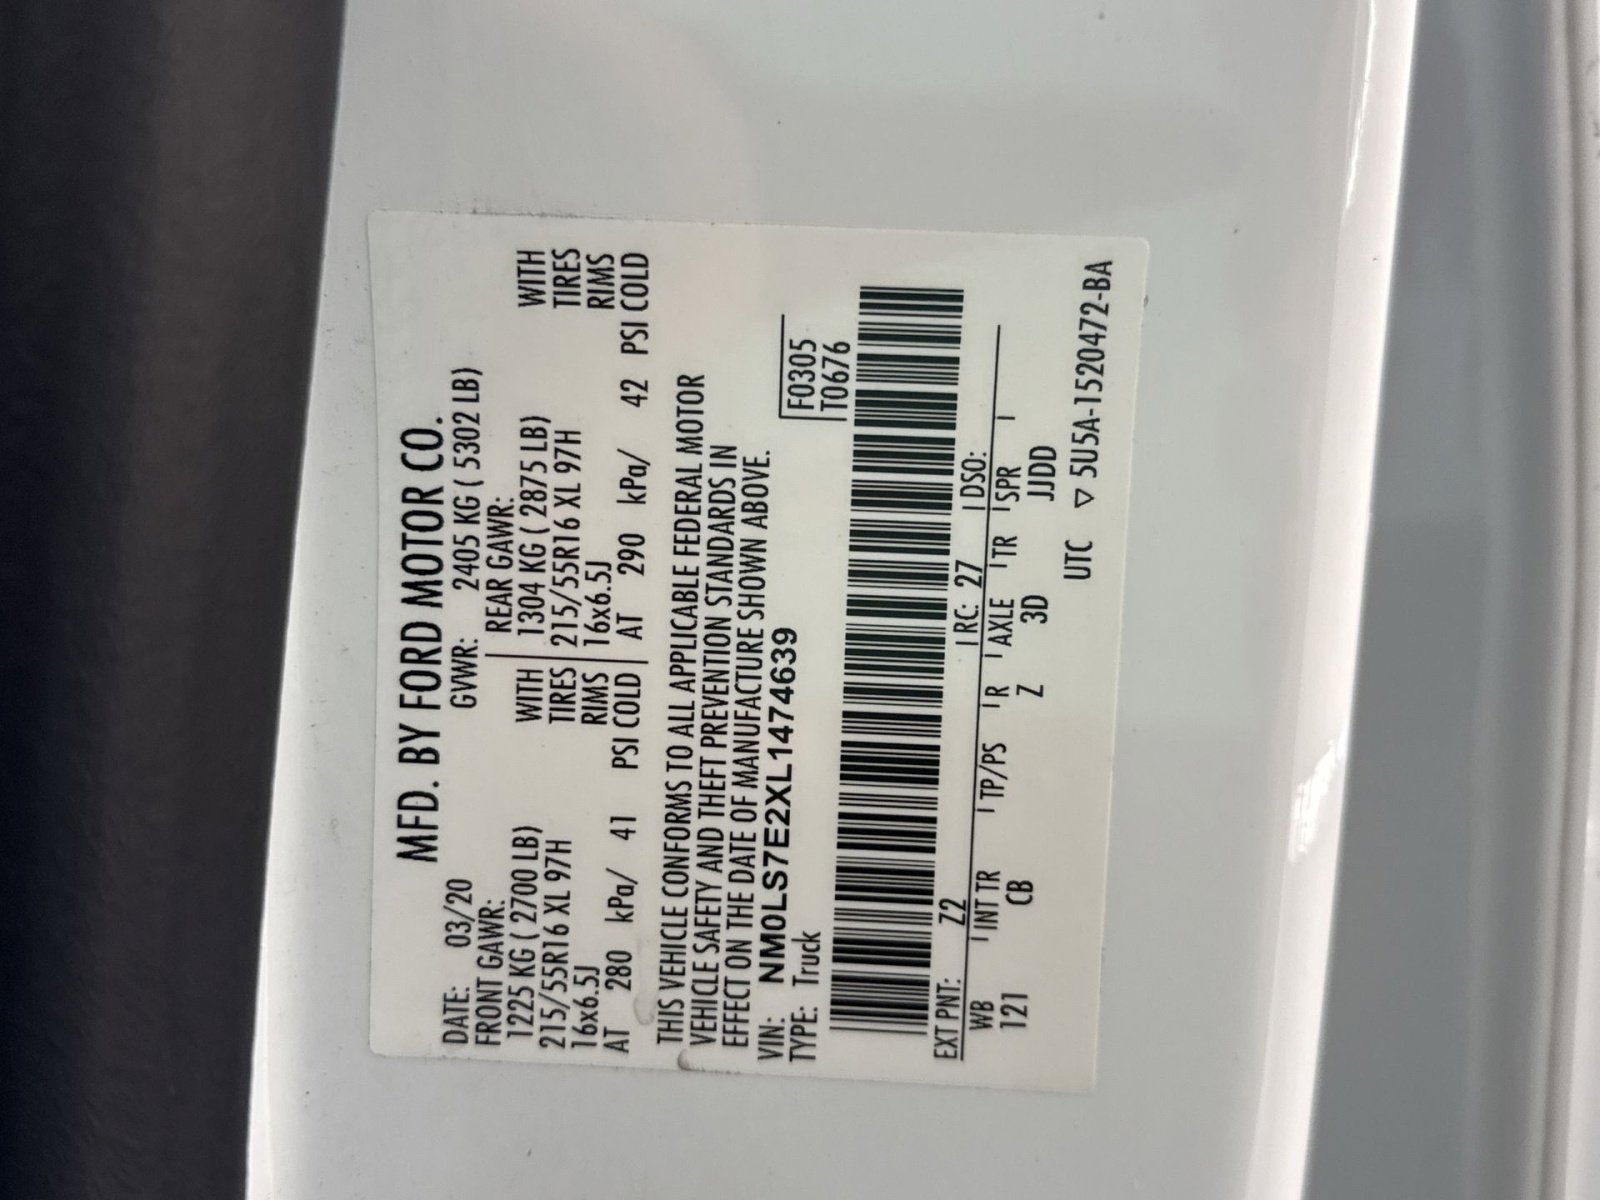 MFD. BY FORD MOTOR CO.
DATE: 03/20 GVWR: 2405 KG ( 5302 LB)
FRONT GAWR: REAR GAWR:
1225 KG ( 2700 LB) WITH 1304 KG ( 2875 LB) WITH
215/55R16 XL 97H TIRES 215/55R16 XL 97H TIRES
16x6.5J RIMS 16x6.5J RIMS
AT 280 kPa/ 41 PSI COLD AT 290 kPa/ 42 PSI COLD
THIS VEHICLE CONFORMS TO ALL APPLICABLE FEDERAL MOTOR
VEHICLE SAFETY AND THEFT PREVENTION STANDARDS IN
EFFECT ON THE DATE OF MANUFACTURE SHOWN ABOVE.
VIN: NM0LS7E2XL1474639 F0305
TYPE: Truck T0676
EXT PNT: Z2 RC: 27 DSO:
WB INT TR TP/PS R AXLE TR SPR
121 CB Z 3D JJDD
UTC ▽ 5U5A-1520472-BA